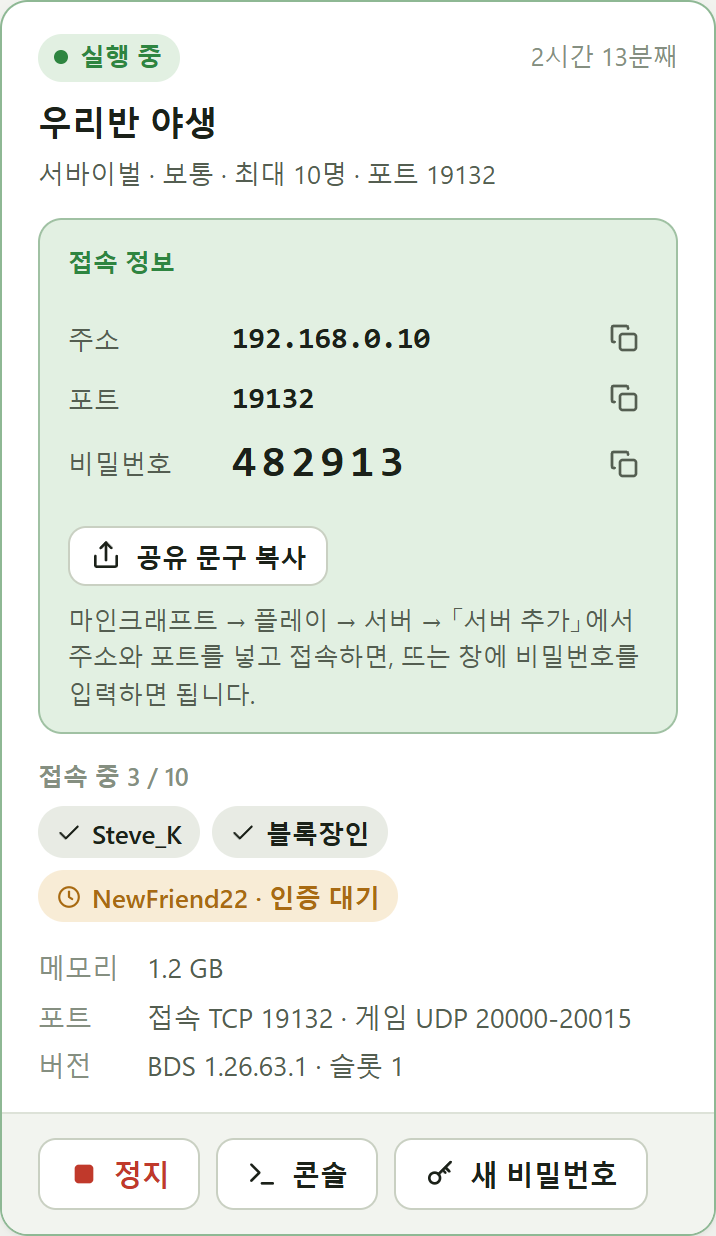 실행 중
2시간 13분째
우리반 야생
서바이벌 · 보통 · 최대 10명 · 포트 19132
접속 정보
주소 192.168.0.10
포트 19132
비밀번호 482913
공유 문구 복사
마인크래프트 → 플레이 → 서버 → 「서버 추가」에서
주소와 포트를 넣고 접속하면, 뜨는 창에 비밀번호를
입력하면 됩니다.
접속 중 3 / 10
Steve_K
블록장인
NewFriend22 · 인증 대기
메모리 1.2 GB
포트 접속 TCP 19132 · 게임 UDP 20000-20015
버전 BDS 1.26.63.1 · 슬롯 1
정지
콘솔
새 비밀번호